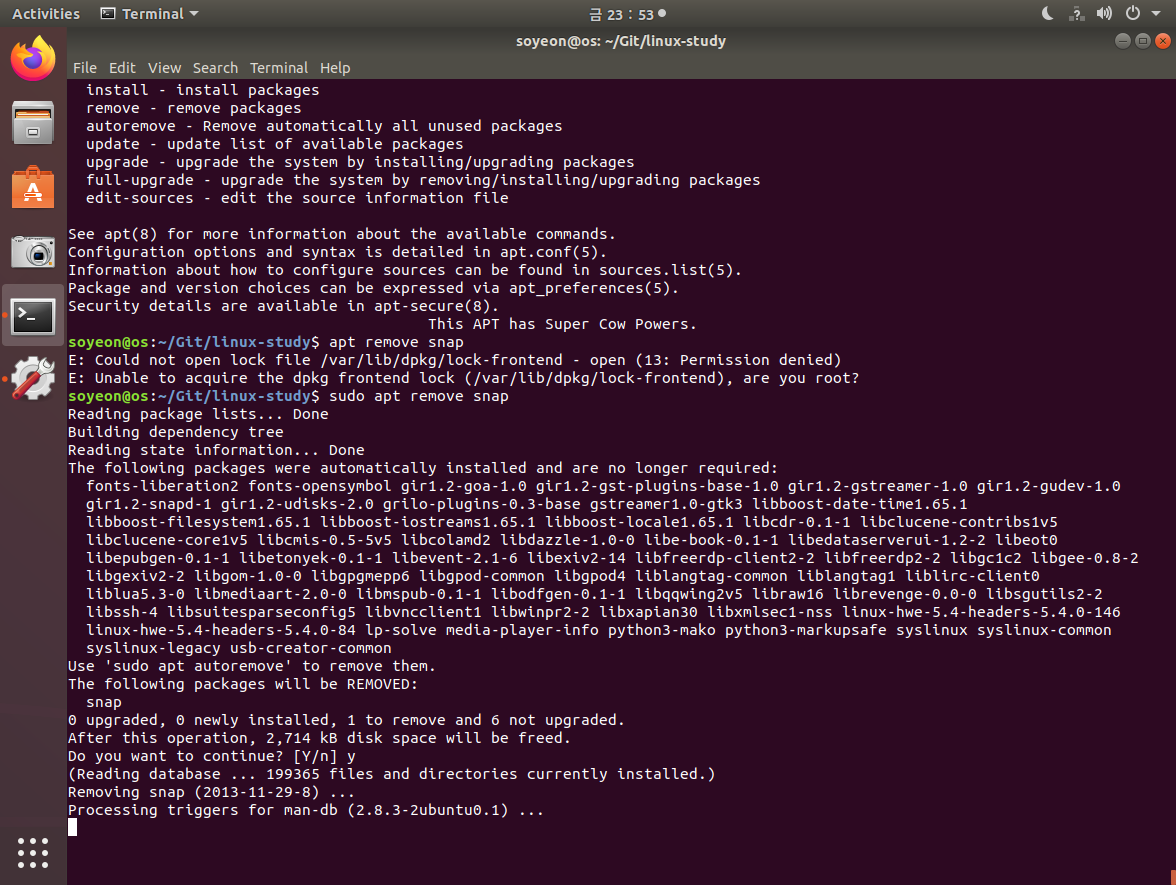 Activities Terminal 금 23 : 53
soyeon@os: ~/Git/linux-study
File Edit View Search Terminal Help
install - install packages
remove - remove packages
autoremove - Remove automatically all unused packages
update - update list of available packages
upgrade - upgrade the system by installing/upgrading packages
full-upgrade - upgrade the system by removing/installing/upgrading packages
edit-sources - edit the source information file
See apt(8) for more information about the available commands.
Configuration options and syntax is detailed in apt.conf(5).
Information about how to configure sources can be found in sources.list(5).
Package and version choices can be expressed via apt_preferences(5).
Security details are available in apt-secure(8).
This APT has Super Cow Powers.
soyeon@os:~/Git/linux-study$ apt remove snap
E: Could not open lock file /var/lib/dpkg/lock-frontend - open (13: Permission denied)
E: Unable to acquire the dpkg frontend lock (/var/lib/dpkg/lock-frontend), are you root?
soyeon@os:~/Git/linux-study$ sudo apt remove snap
Reading package lists... Done
Building dependency tree
Reading state information... Done
The following packages were automatically installed and are no longer required:
fonts-liberation2 fonts-opensymbol gir1.2-goa-1.0 gir1.2-gst-plugins-base-1.0 gir1.2-gstreamer-1.0 gir1.2-gudev-1.0
gir1.2-snapd-1 gir1.2-udisks-2.0 grilo-plugins-0.3-base gstreamer1.0-gtk3 libboost-date-time1.65.1
libboost-filesystem1.65.1 libboost-iostreams1.65.1 libboost-locale1.65.1 libcdr-0.1-1 libclucene-contribs1v5
libclucene-core1v5 libcmis-0.5-5v5 libcolamd2 libdazzle-1.0-0 libe-book-0.1-1 libedataserverui-1.2-2 libeot0
libepubgen-0.1-1 libetonyek-0.1-1 libevent-2.1-6 libexiv2-14 libfreerdp-client2-2 libfreerdp2-2 libgc1c2 libgee-0.8-2
libgexiv2-2 libgom-1.0-0 libgpgmepp6 libgpod-common libgpod4 liblangtag-common liblangtag1 liblirc-client0
liblua5.3-0 libmediaart-2.0-0 libmspub-0.1-1 libodfgen-0.1-1 libqqwing2v5 libraw16 librevenge-0.0-0 libsgutils2-2
libssh-4 libsuitesparseconfig5 libvncclient1 libwinpr2-2 libxapian30 libxmlsec1-nss linux-hwe-5.4-headers-5.4.0-146
linux-hwe-5.4-headers-5.4.0-84 lp-solve media-player-info python3-mako python3-markupsafe syslinux syslinux-common
syslinux-legacy usb-creator-common
Use 'sudo apt autoremove' to remove them.
The following packages will be REMOVED:
snap
0 upgraded, 0 newly installed, 1 to remove and 6 not upgraded.
After this operation, 2,714 kB disk space will be freed.
Do you want to continue? [Y/n] y
(Reading database ... 199365 files and directories currently installed.)
Removing snap (2013-11-29-8) ...
Processing triggers for man-db (2.8.3-2ubuntu0.1) ...